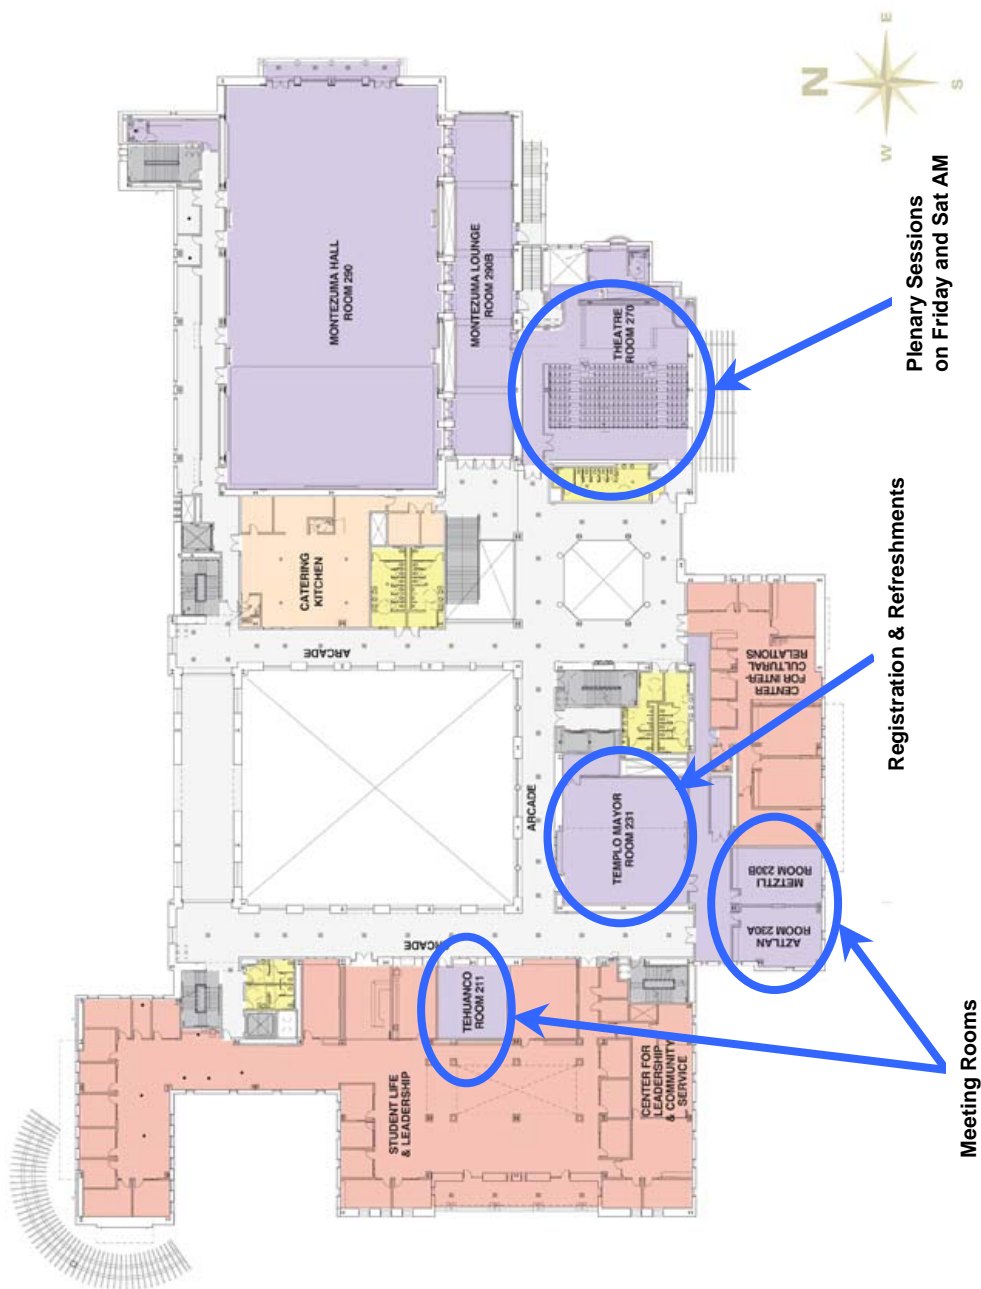 N
E
S
W
MONTEZUMA HALL
ROOM 290
MONTEZUMA LOUNGE
ROOM 290B
THEATRE
ROOM 270
Plenary Sessions
on Friday and Sat AM
CATERING
KITCHEN
ARCADE
CENTER
FOR INTER-
CULTURAL
RELATIONS
Registration & Refreshments
ARCADE
TEMPLO MAYOR
ROOM 231
METZTLI
ROOM 230B
AZTLAN
ROOM 230A
ARCADE
TEHUANCO
ROOM 211
STUDENT LIFE
& LEADERSHIP
CENTER FOR
LEADERSHIP
& COMMUNITY
SERVICE
Meeting Rooms